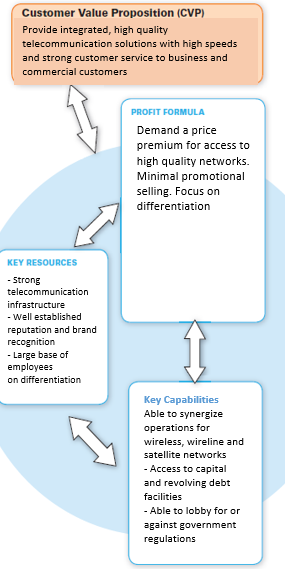 Customer Value Proposition (CVP)
Provide integrated, high quality
telecommunication solutions with high speeds
and strong customer service to business and
commercial customers
PROFIT FORMULA
Demand a price
premium for access to
high quality networks.
Minimal promotional
selling. Focus on
differentiation
KEY RESOURCES
- Strong
telecommunication
infrastructure
- Well established
reputation and brand
recognition
- Large base of
employees
on differentiation
Key Capabilities
Able to synergize
operations for
wireless, wireline and
satellite networks
- Access to capital
and revolving debt
facilities
- Able to lobby for or
against government
regulations